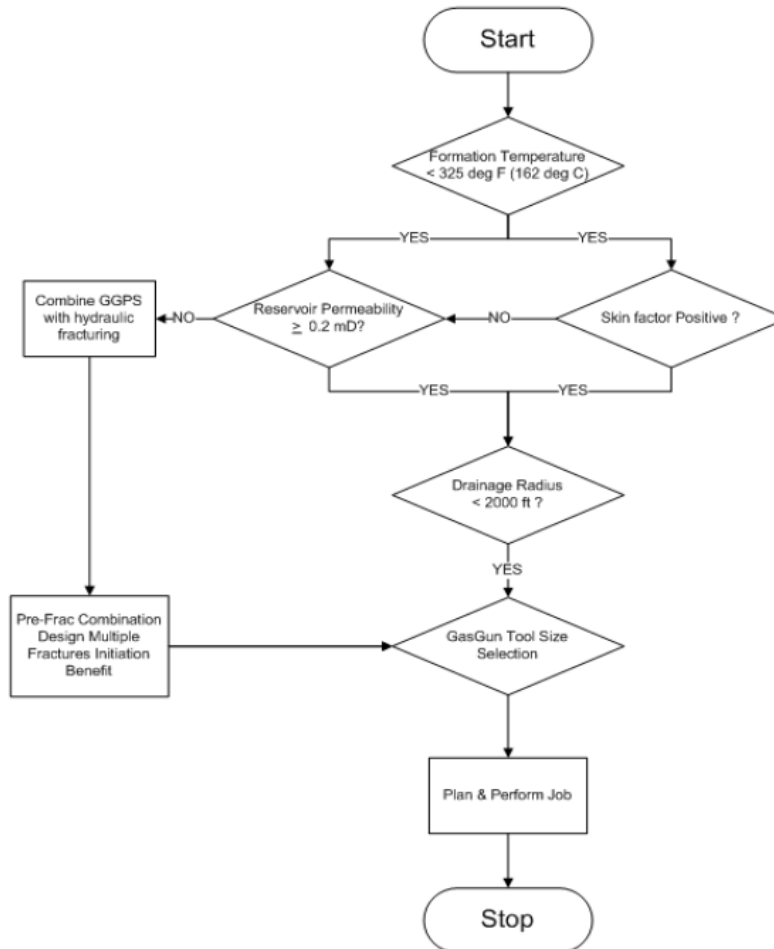 Start
Formation Temperature
< 325 deg F (162 deg C)
YES
YES
Combine GGPS
with hydraulic
fracturing
NO
Reservoir Permeability
≥ 0.2 mD?
NO
Skin factor Positive ?
YES
YES
Drainage Radius
< 2000 ft ?
YES
Pre-Frac Combination
Design Multiple
Fractures Initiation
Benefit
GasGun Tool Size
Selection
Plan & Perform Job
Stop